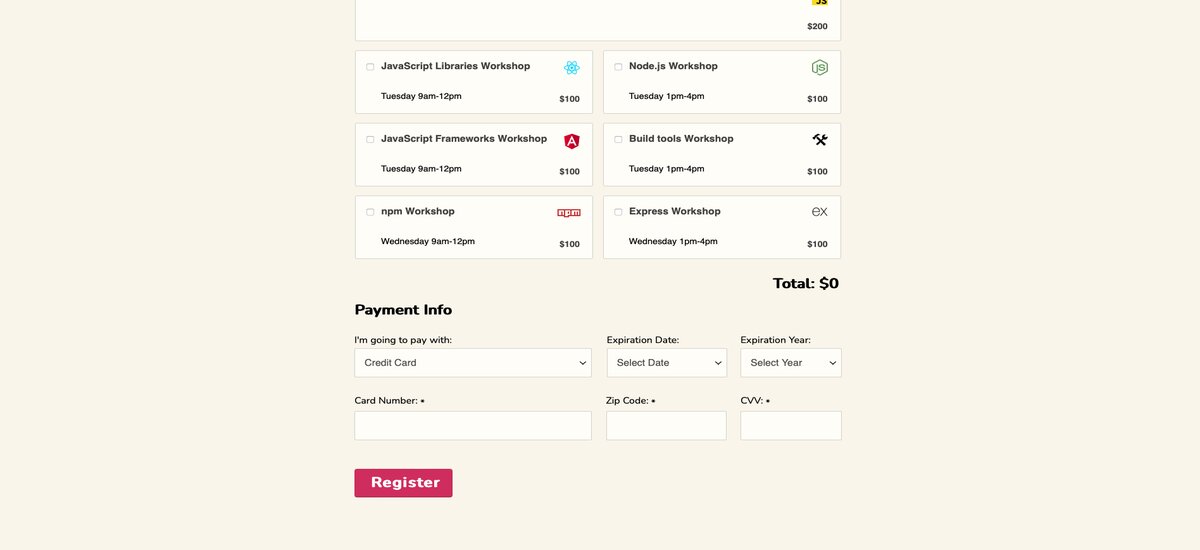 JS
$200
JavaScript Libraries Workshop
Tuesday 9am-12pm
$100
Node.js Workshop
JS
Tuesday 1pm-4pm
$100
JavaScript Frameworks Workshop
A
Tuesday 9am-12pm
$100
Build tools Workshop
Tuesday 1pm-4pm
$100
npm Workshop
npm
Wednesday 9am-12pm
$100
Express Workshop
ex
Wednesday 1pm-4pm
$100
Total: $0
Payment Info
I'm going to pay with:
Credit Card
Expiration Date:
Select Date
Expiration Year:
Select Year
Card Number: *
Zip Code: *
CVV: *
Register